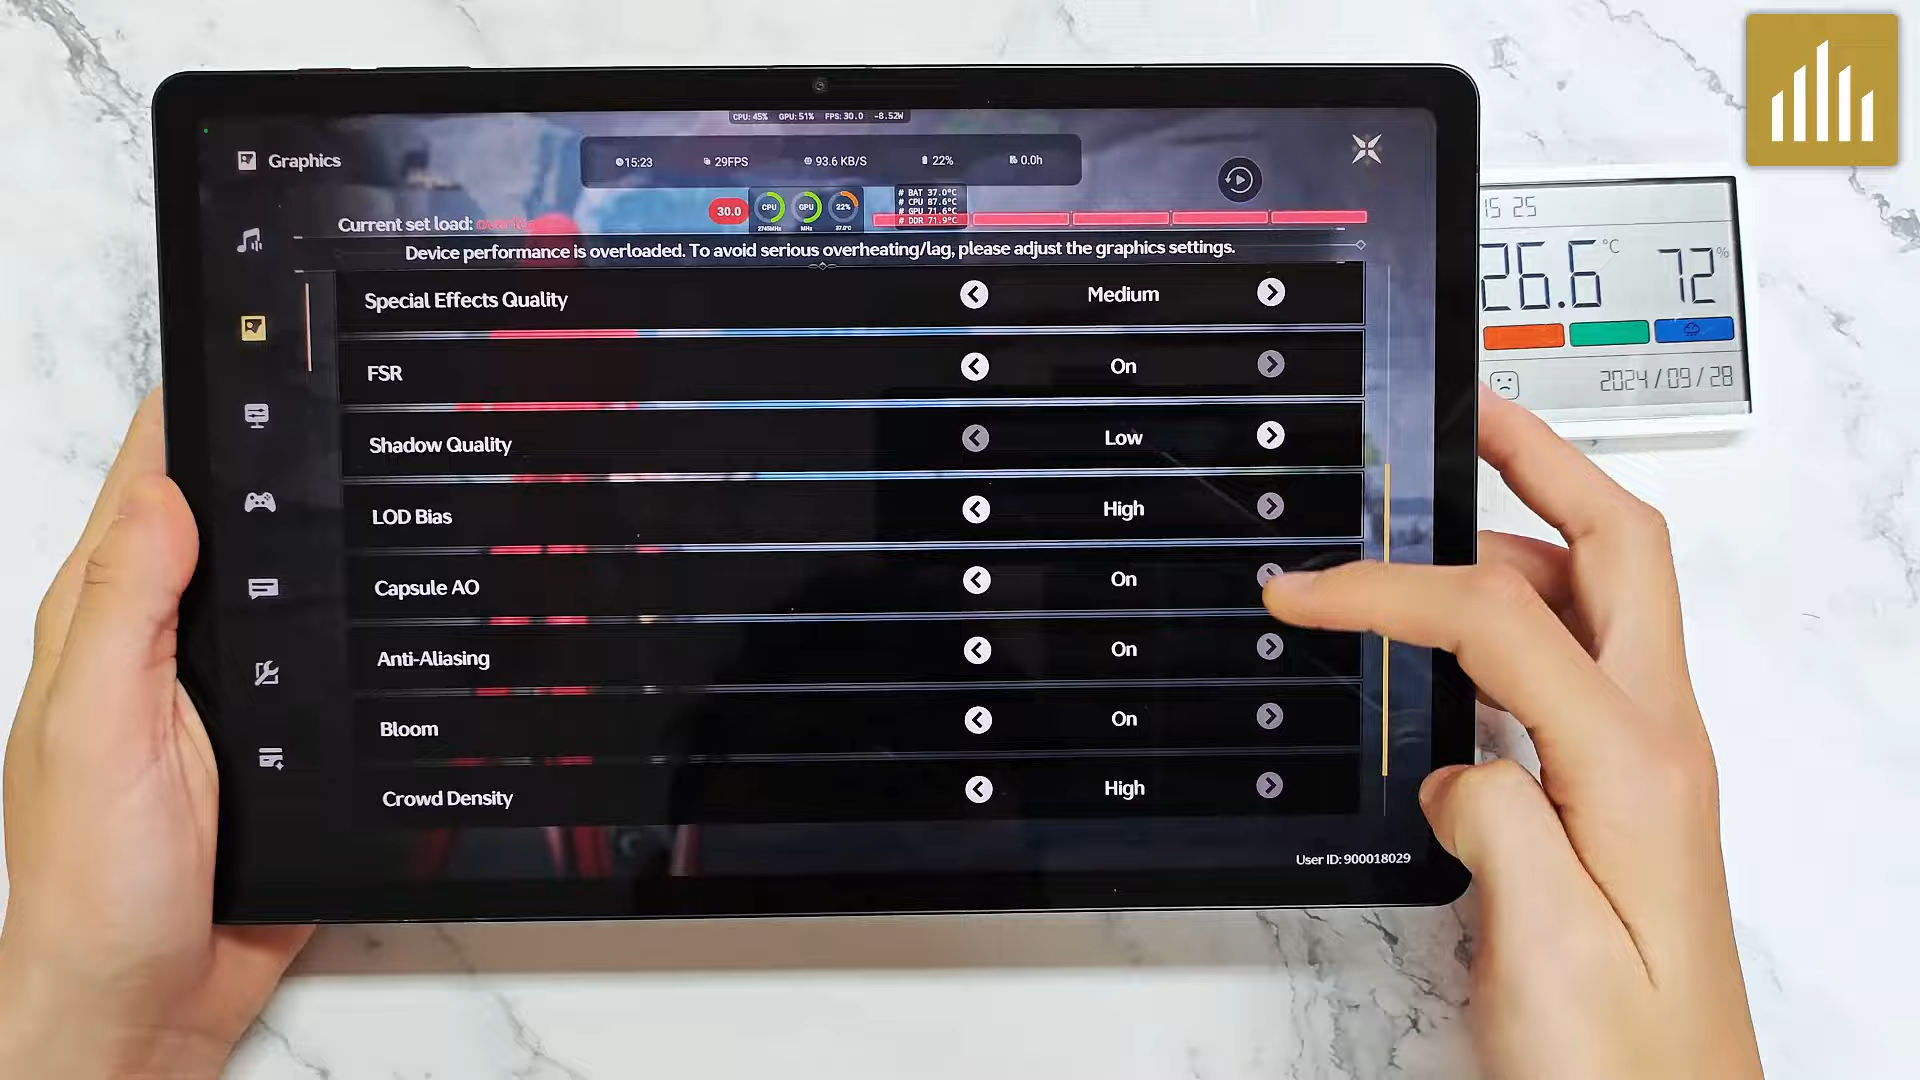 CPU: 45% GPU: 51% FPS: 30.0 -8.52W
Graphics
15:23 29FPS 93.6 KB/S 22% 0.0h
30.0 CPU GPU 22%
2745MHz MHz 37.0°C
# BAT 37.0°C
# CPU 87.6°C
# GPU 71.6°C
# DDR 71.9°C
Current set load:
Device performance is overloaded. To avoid serious overheating/lag, please adjust the graphics settings.
Special Effects Quality Medium
FSR On
Shadow Quality Low
LOD Bias High
Capsule AO On
Anti-Aliasing On
Bloom On
Crowd Density High
User ID: 900018029
15 25
26.6 °C 72 %
2024/09/28